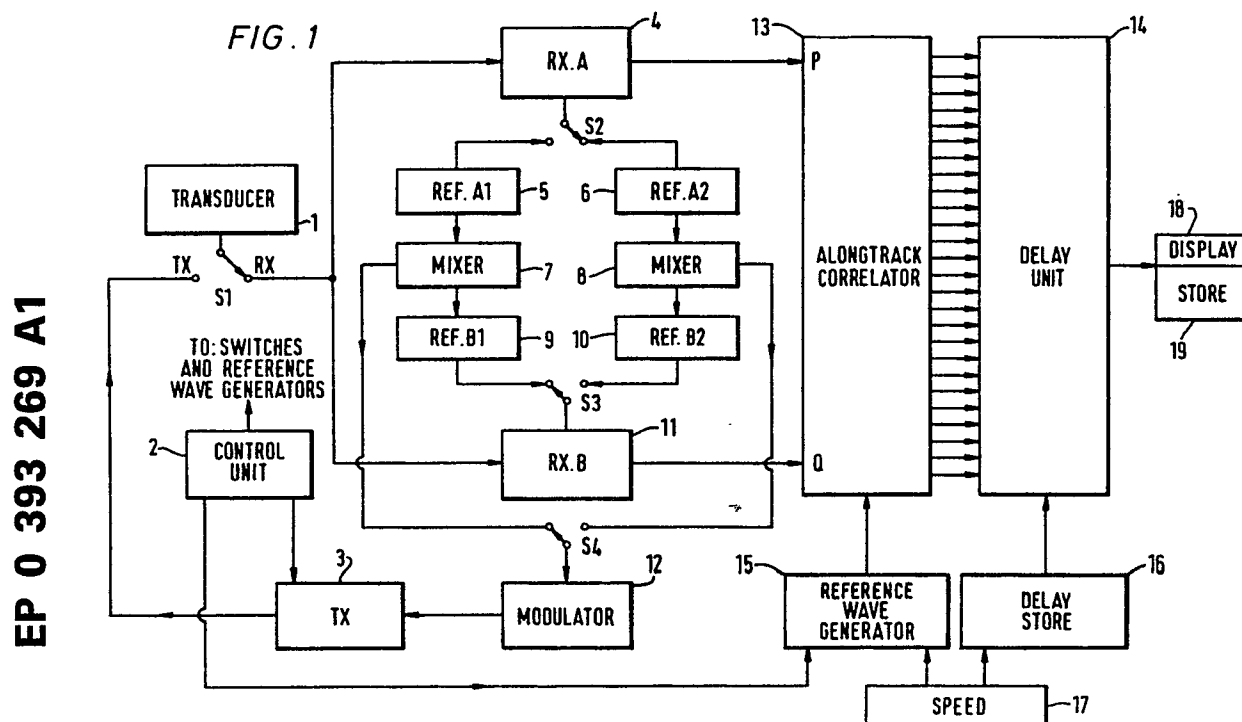 EP 0 393 269 A1
FIG. 1
4
RX. A
S2
REF. A1
5
6
REF. A2
TRANSDUCER
1
TX
RX
S1
MIXER
7
8
MIXER
REF.B1
9
10
REF. B2
S3
TO: SWITCHES
AND REFERENCE
WAVE GENERATORS
2
CONTROL
UNIT
11
RX.B
S4
3
TX
12
MODULATOR
13
P
ALONGTRACK
CORRELATOR
Q
14
DELAY
UNIT
18
DISPLAY
STORE
19
15
REFERENCE
WAVE
GENERATOR
16
DELAY
STORE
SPEED
17